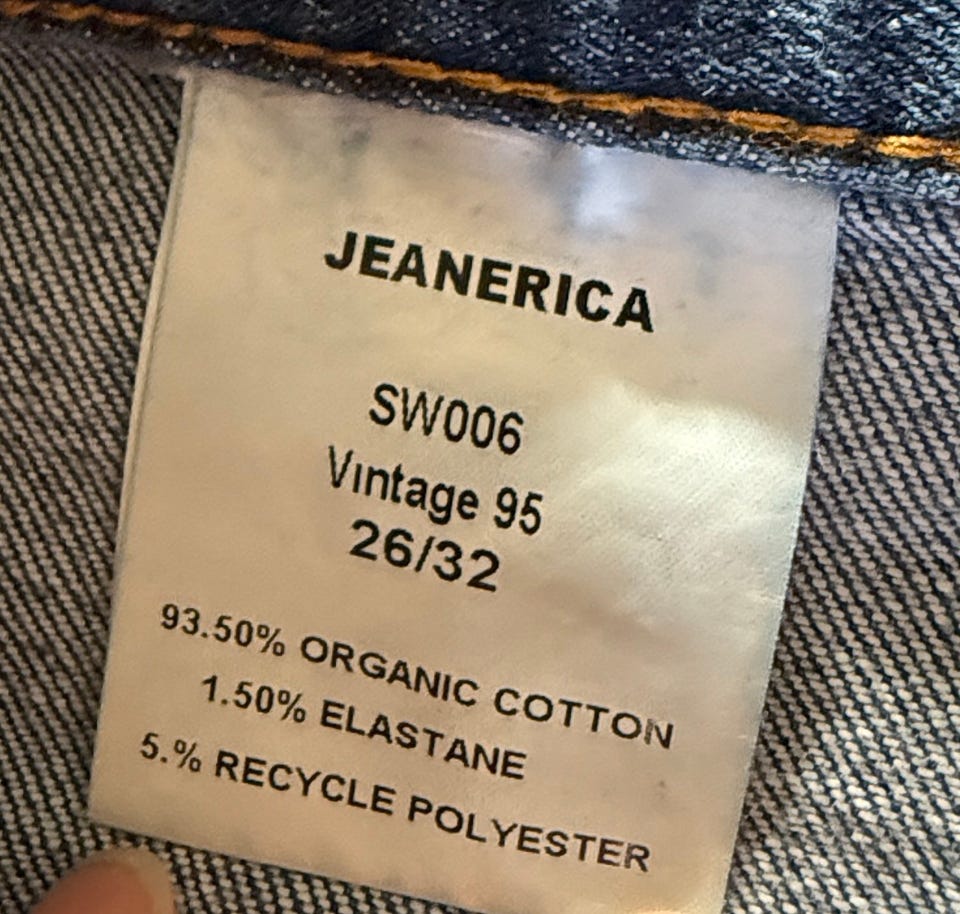 JEANERICA
SW006
Vintage 95
26/32
93.50% ORGANIC COTTON
1.50% ELASTANE
5.% RECYCLE POLYESTER